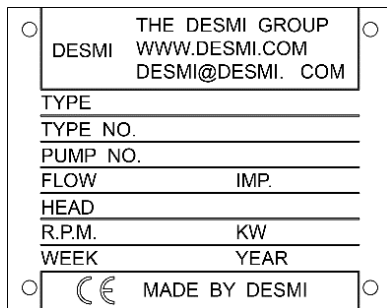 THE DESMI GROUP
DESMI WWW.DESMI.COM
DESMI@DESMI. COM
TYPE
TYPE NO.
PUMP NO.
FLOW IMP.
HEAD
R.P.M. KW
WEEK YEAR
CE MADE BY DESMI